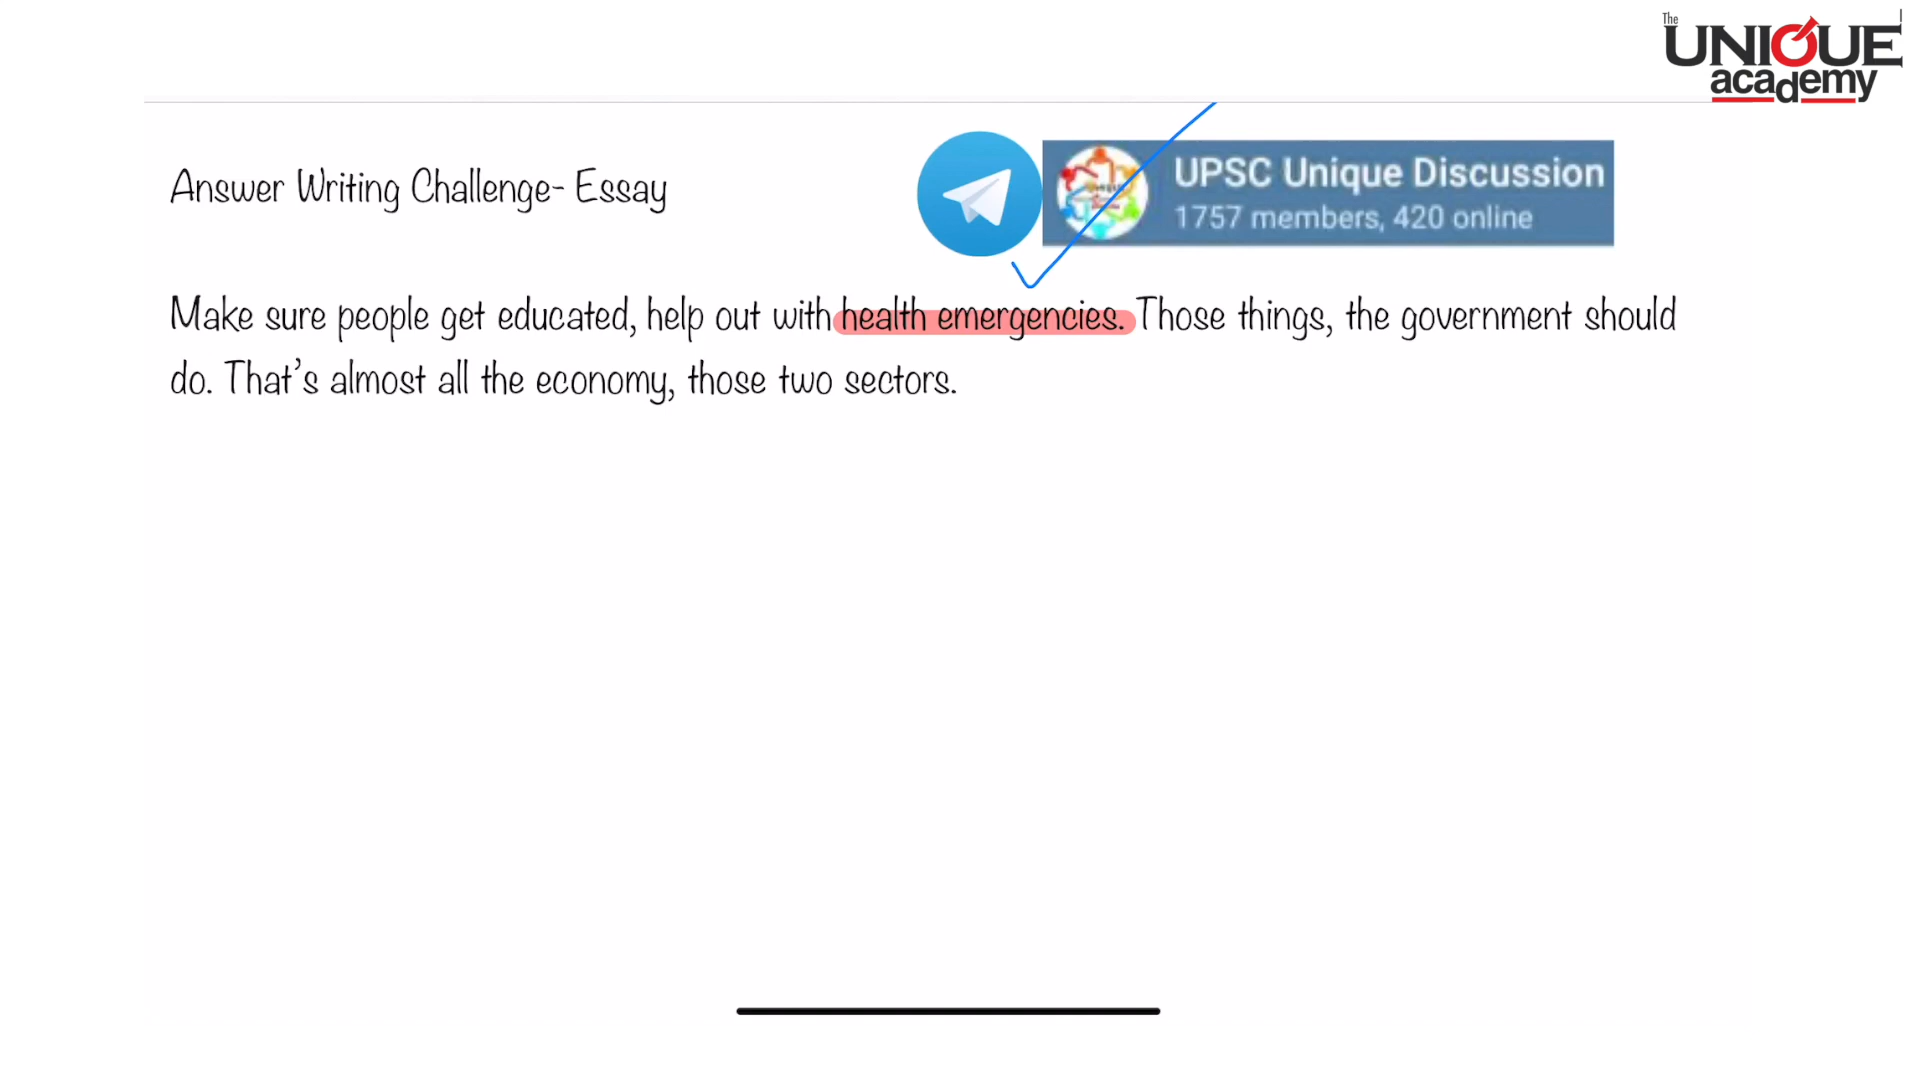 The
UNIQUE
academy
Answer Writing Challenge- Essay
UPSC Unique Discussion
1757 members, 420 online
Make sure people get educated, help out with health emergencies. Those things, the government should
do. That's almost all the economy, those two sectors.